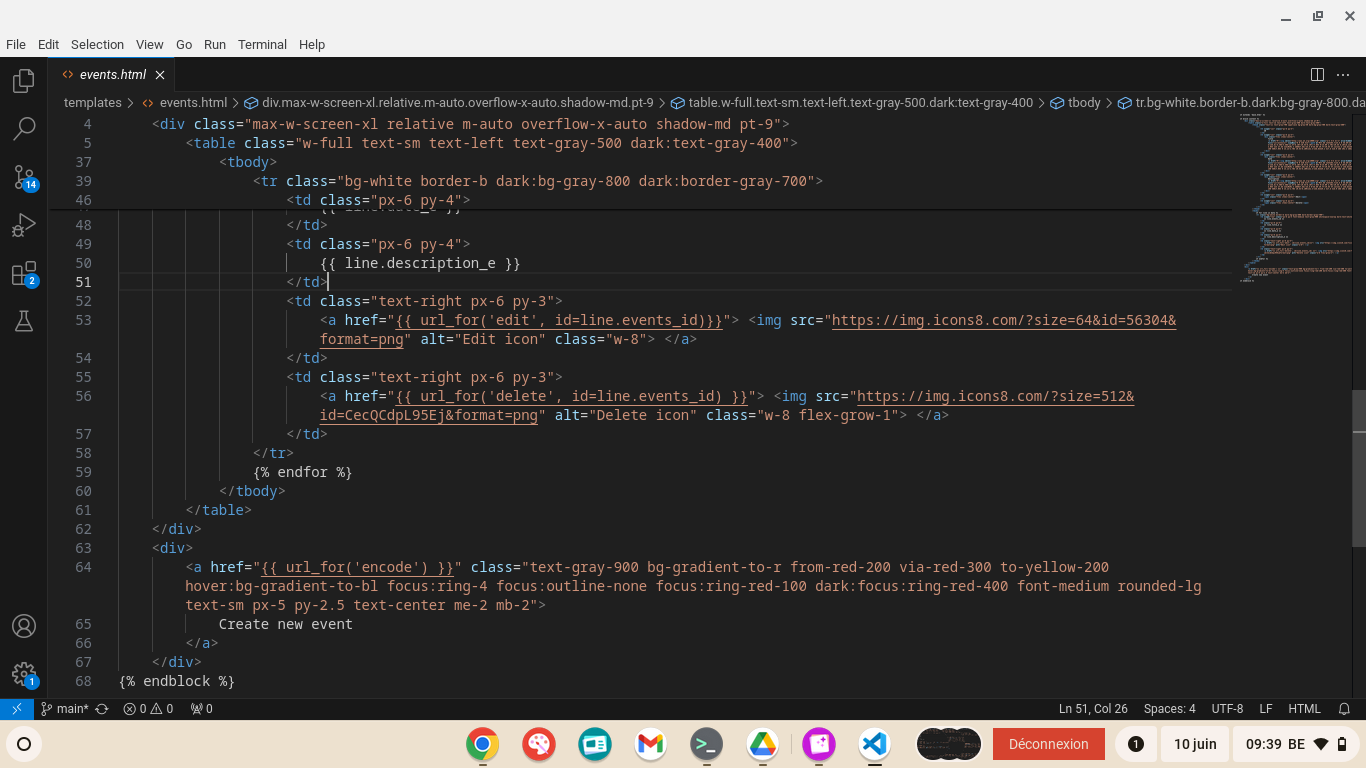 File Edit Selection View Go Run Terminal Help
events.html
templates > events.html > div.max-w-screen-xl.relative.m-auto.overflow-x-auto.shadow-md.pt-9 > table.w-full.text-sm.text-left.text-gray-500.dark:text-gray-400 > tbody > tr.bg-white.border-b.dark:bg-gray-800.da
4 <div class="max-w-screen-xl relative m-auto overflow-x-auto shadow-md pt-9">
5 <table class="w-full text-sm text-left text-gray-500 dark:text-gray-400">
37 <tbody>
39 <tr class="bg-white border-b dark:bg-gray-800 dark:border-gray-700">
46 <td class="px-6 py-4">
48 </td>
49 <td class="px-6 py-4">
50 {{ line.description_e }}
51 </td>
52 <td class="text-right px-6 py-3">
53 <a href="{{ url_for('edit', id=line.events_id)}}"> <img src="https://img.icons8.com/?size=64&id=56304&
format=png" alt="Edit icon" class="w-8"> </a>
54 </td>
55 <td class="text-right px-6 py-3">
56 <a href="{{ url_for('delete', id=line.events_id) }}"> <img src="https://img.icons8.com/?size=512&
id=CecQCdpL95Ej&format=png" alt="Delete icon" class="w-8 flex-grow-1"> </a>
57 </td>
58 </tr>
59 {% endfor %}
60 </tbody>
61 </table>
62 </div>
63 <div>
64 <a href="{{ url_for('encode') }}" class="text-gray-900 bg-gradient-to-r from-red-200 via-red-300 to-yellow-200
hover:bg-gradient-to-bl focus:ring-4 focus:outline-none focus:ring-red-100 dark:focus:ring-red-400 font-medium rounded-lg
text-sm px-5 py-2.5 text-center me-2 mb-2">
65 Create new event
66 </a>
67 </div>
68 {% endblock %}
14
2
1
main* 0 0 0 Ln 51, Col 26 Spaces: 4 UTF-8 LF HTML
Déconnexion 1 10 juin 09:39 BE